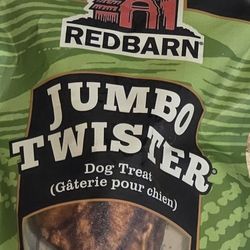 REDBARN
JUMBO
TWISTER
Dog Treat
(Gâterie pour chien)